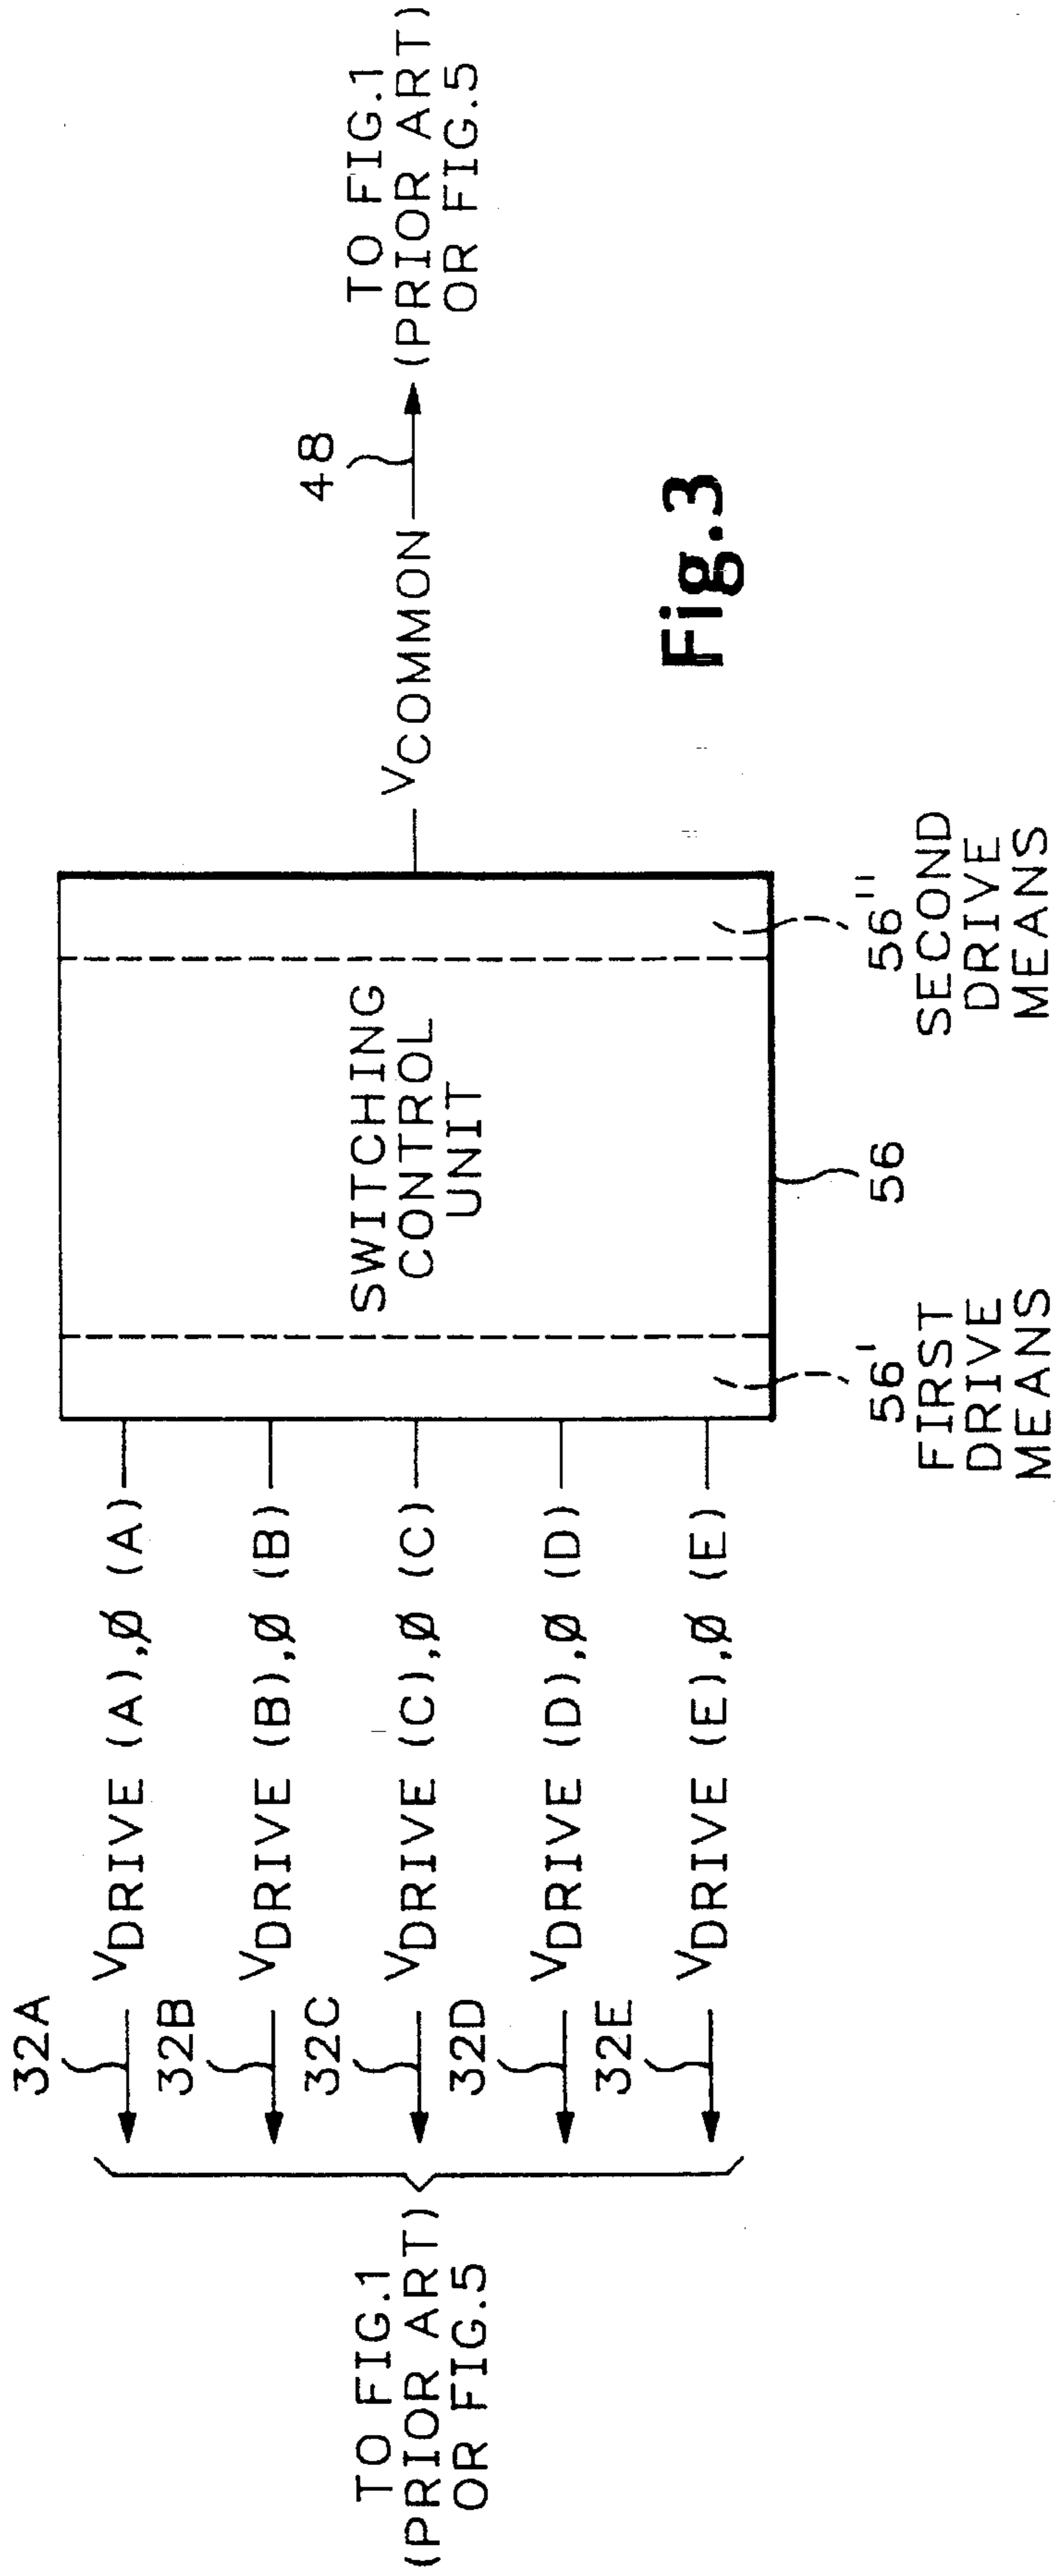 32A
VDRIVE (A),Ø (A)
32B
VDRIVE (B),Ø (B)
32C
VDRIVE (C),Ø (C)
32D
VDRIVE (D),Ø (D)
32E
VDRIVE (E),Ø (E)
TO FIG.1
(PRIOR ART)
OR FIG.5
SWITCHING
CONTROL
UNIT
56'
FIRST
DRIVE
MEANS
56
56"
SECOND
DRIVE
MEANS
VCOMMON
48
TO FIG.1
(PRIOR ART)
OR FIG.5
Fig.3